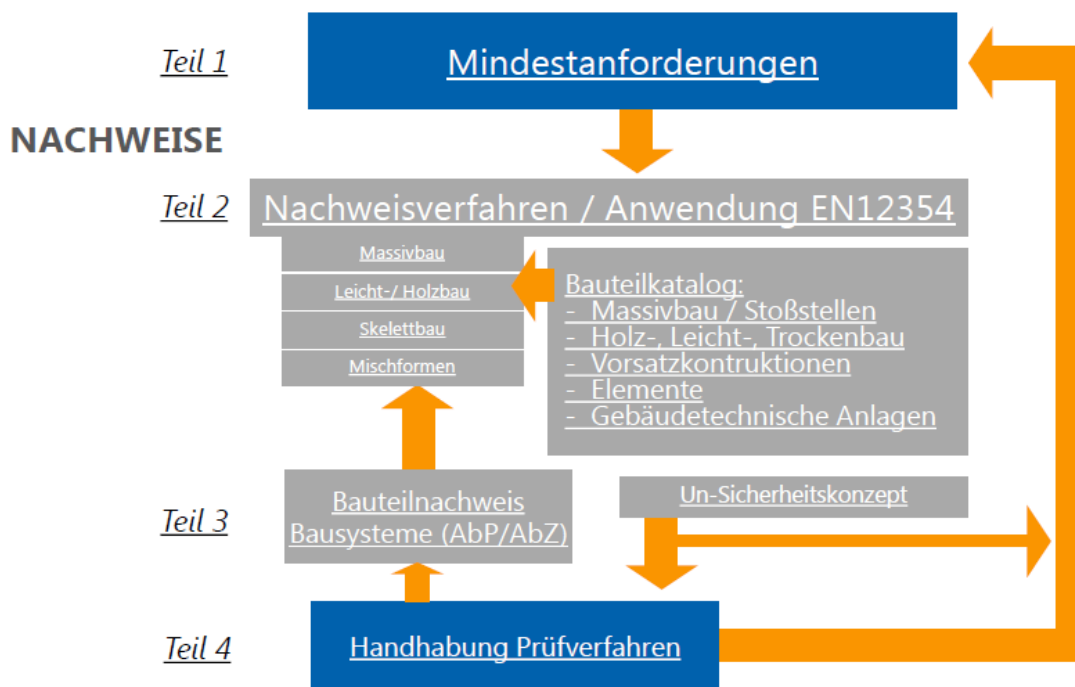 Teil 1
Mindestanforderungen
NACHWEISE
Teil 2
Nachweisverfahren / Anwendung EN12354
Massivbau
Leicht-/ Holzbau
Skelettbau
Mischformen
Bauteilkatalog:
- Massivbau / Stoßstellen
- Holz-, Leicht-, Trockenbau
- Vorsatzkontruktionen
- Elemente
- Gebäudetechnische Anlagen
Teil 3
Bauteilnachweis
Bausysteme (AbP/AbZ)
Un-Sicherheitskonzept
Teil 4
Handhabung Prüfverfahren